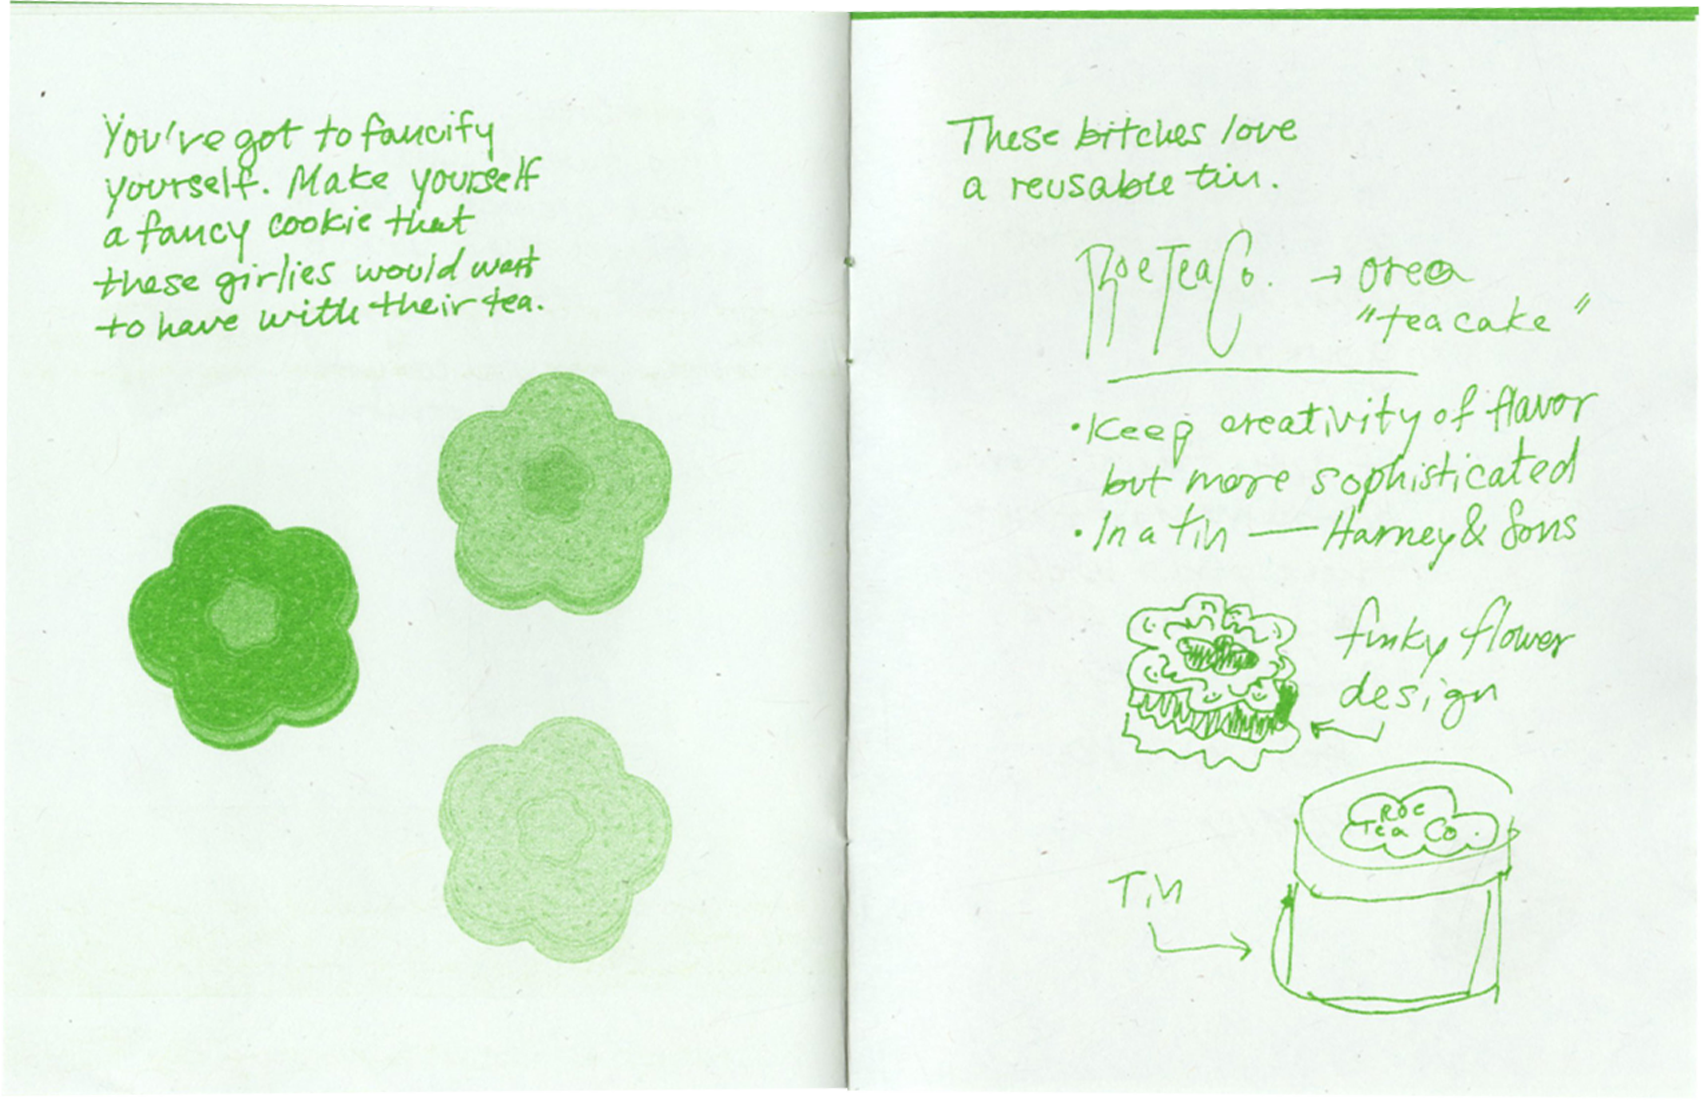 You've got to fancify
yourself. Make yourself
a fancy cookie that
these girlies would want
to have with their tea.
These bitches love
a reusable tin.
Roe Tea Co. → Oreo
"tea cake"
• Keep creativity of flavor
but more sophisticated
• In a tin — Harney & Sons
funky flower
design
ROE
Tea Co.
Tin